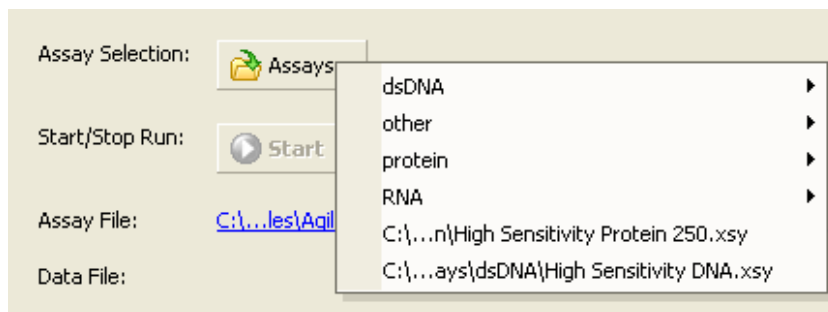 Assay Selection:
Assays
dsDNA
other
Start/Stop Run:
Start
protein
RNA
Assay File:
C:\...les\Agil
C:\...n\High Sensitivity Protein 250.xsy
Data File:
C:\...ays\dsDNA\High Sensitivity DNA.xsy